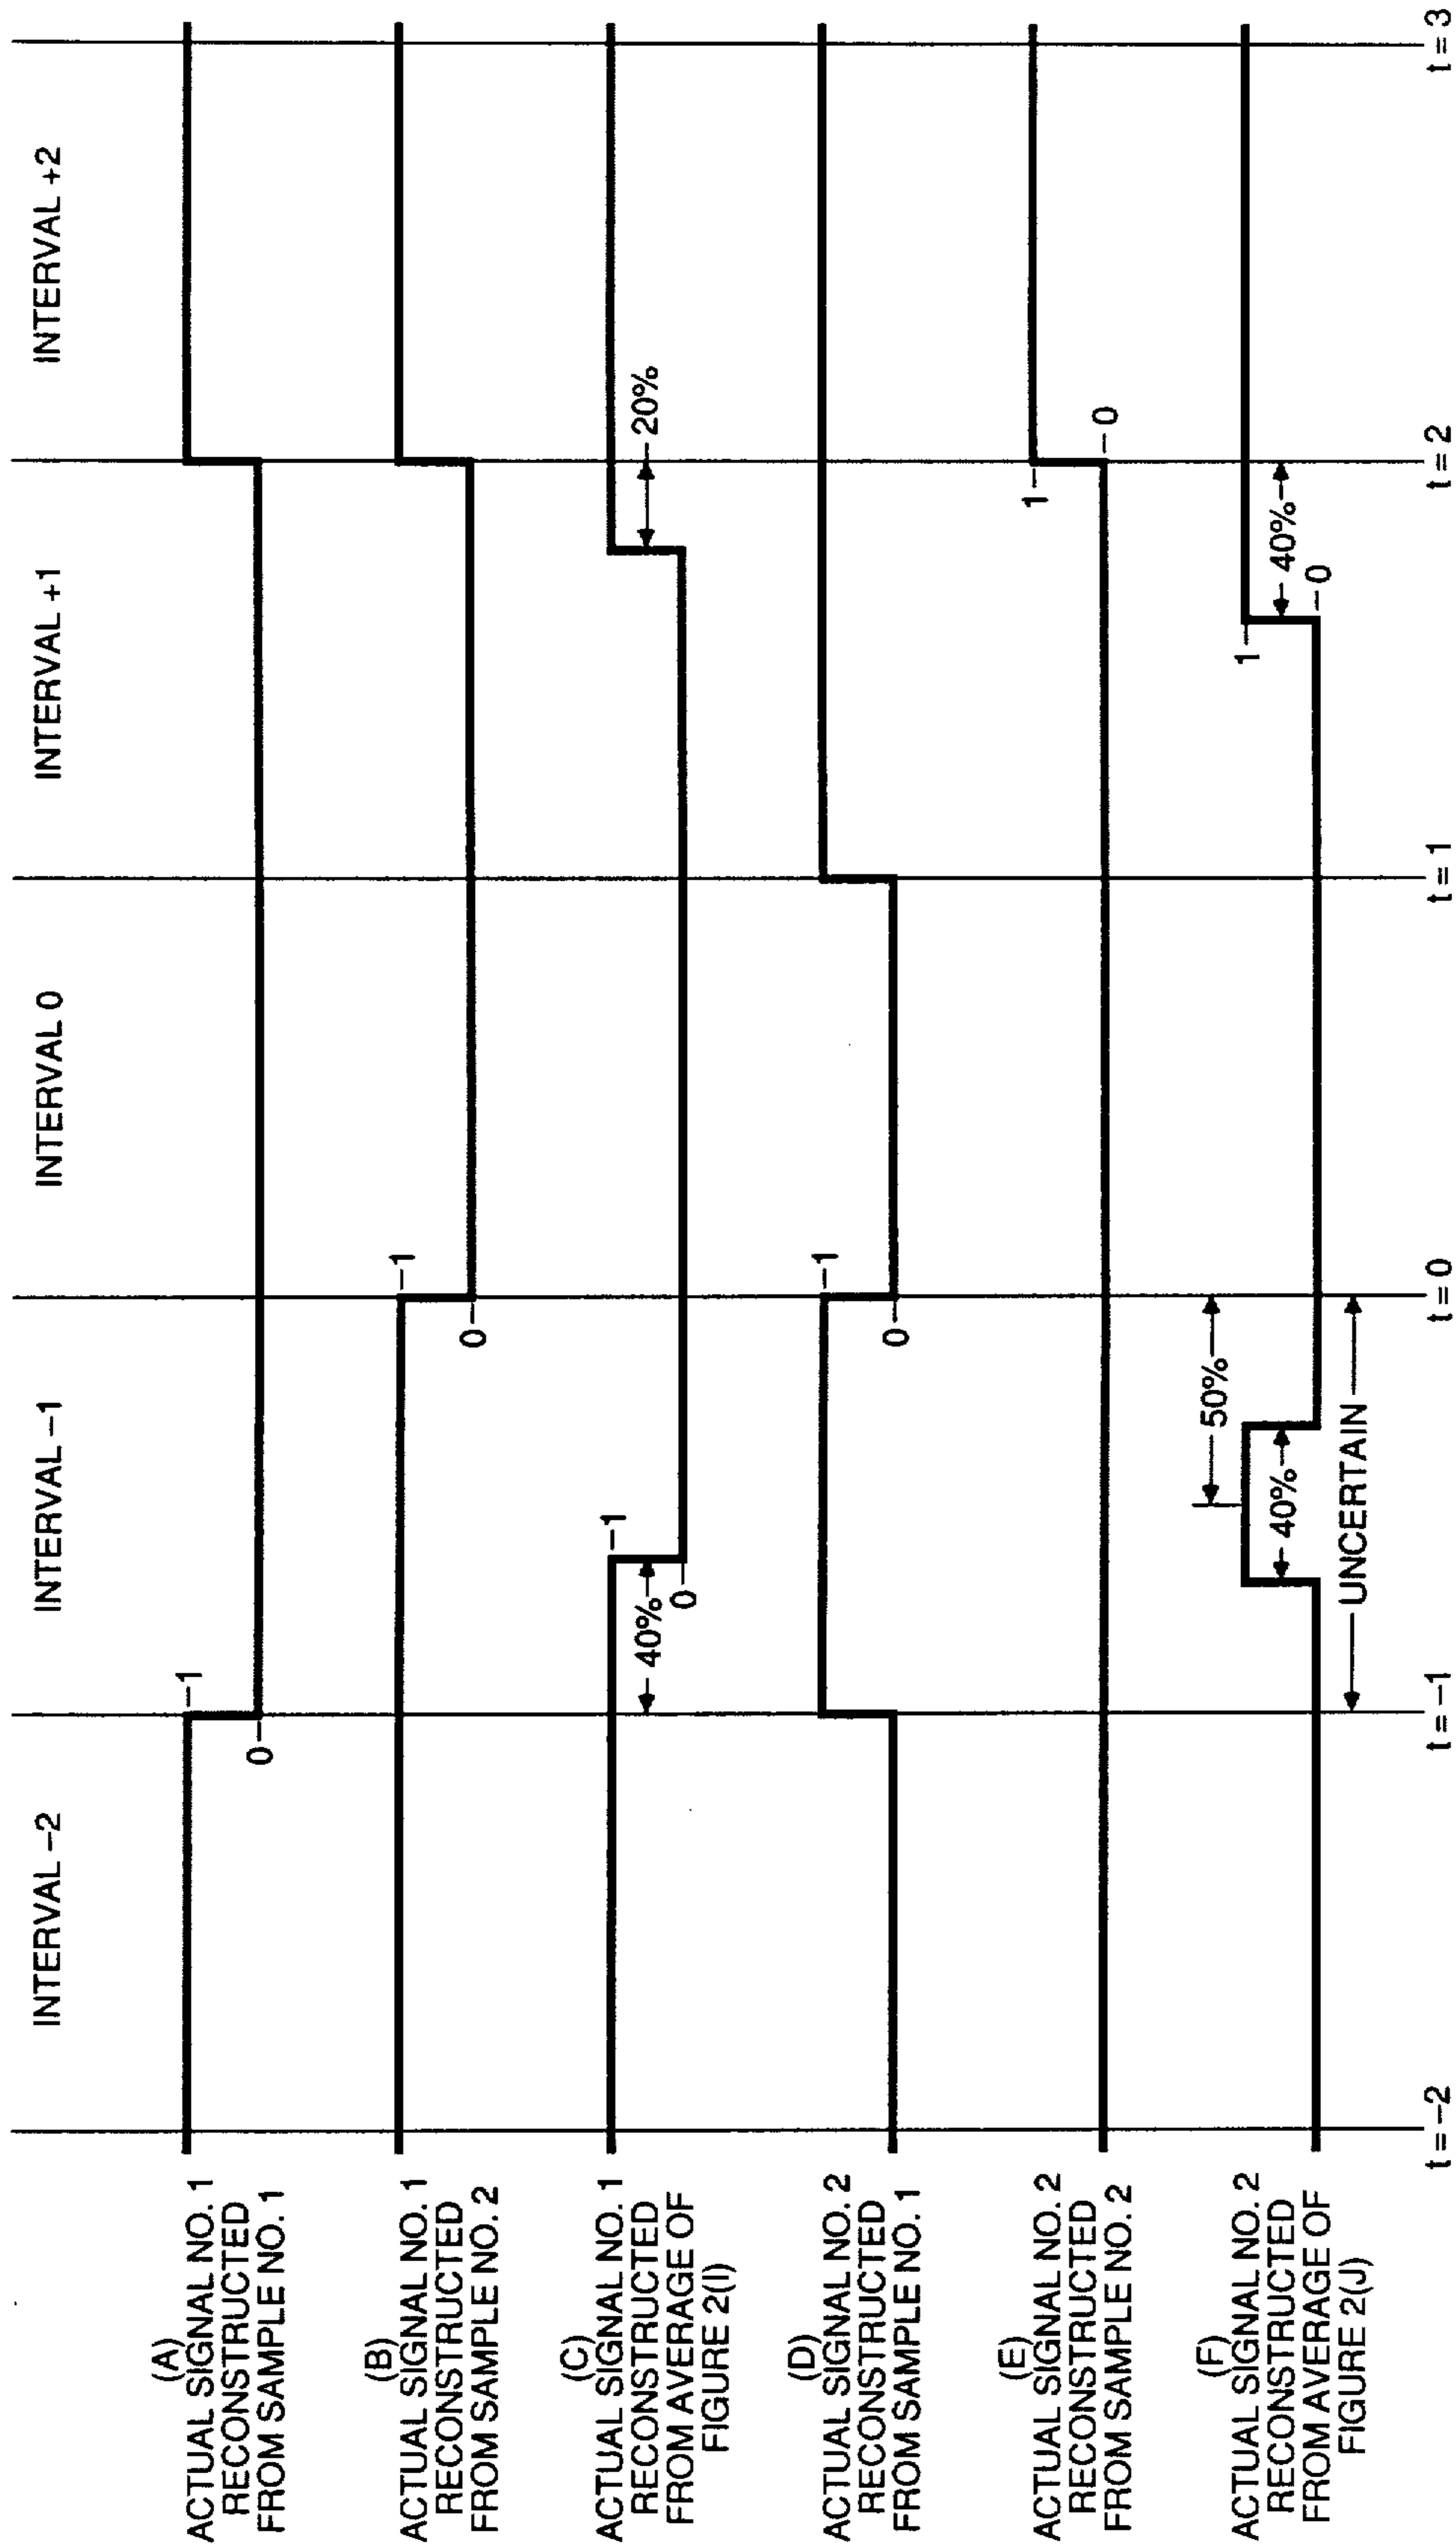 INTERVAL –2
INTERVAL –1
INTERVAL 0
INTERVAL +1
INTERVAL +2
(A)
ACTUAL SIGNAL NO. 1
RECONSTRUCTED
FROM SAMPLE NO. 1
0
1
(B)
ACTUAL SIGNAL NO. 1
RECONSTRUCTED
FROM SAMPLE NO. 2
0
1
(C)
ACTUAL SIGNAL NO. 1
RECONSTRUCTED
FROM AVERAGE OF
FIGURE 2(I)
40%
0
1
20%
(D)
ACTUAL SIGNAL NO. 2
RECONSTRUCTED
FROM SAMPLE NO. 1
0
1
(E)
ACTUAL SIGNAL NO. 2
RECONSTRUCTED
FROM SAMPLE NO. 2
1
0
(F)
ACTUAL SIGNAL NO. 2
RECONSTRUCTED
FROM AVERAGE OF
FIGURE 2(J)
50%
40%
UNCERTAIN
1
40%
0
t = –2
t = –1
t = 0
t = 1
t = 2
t = 3